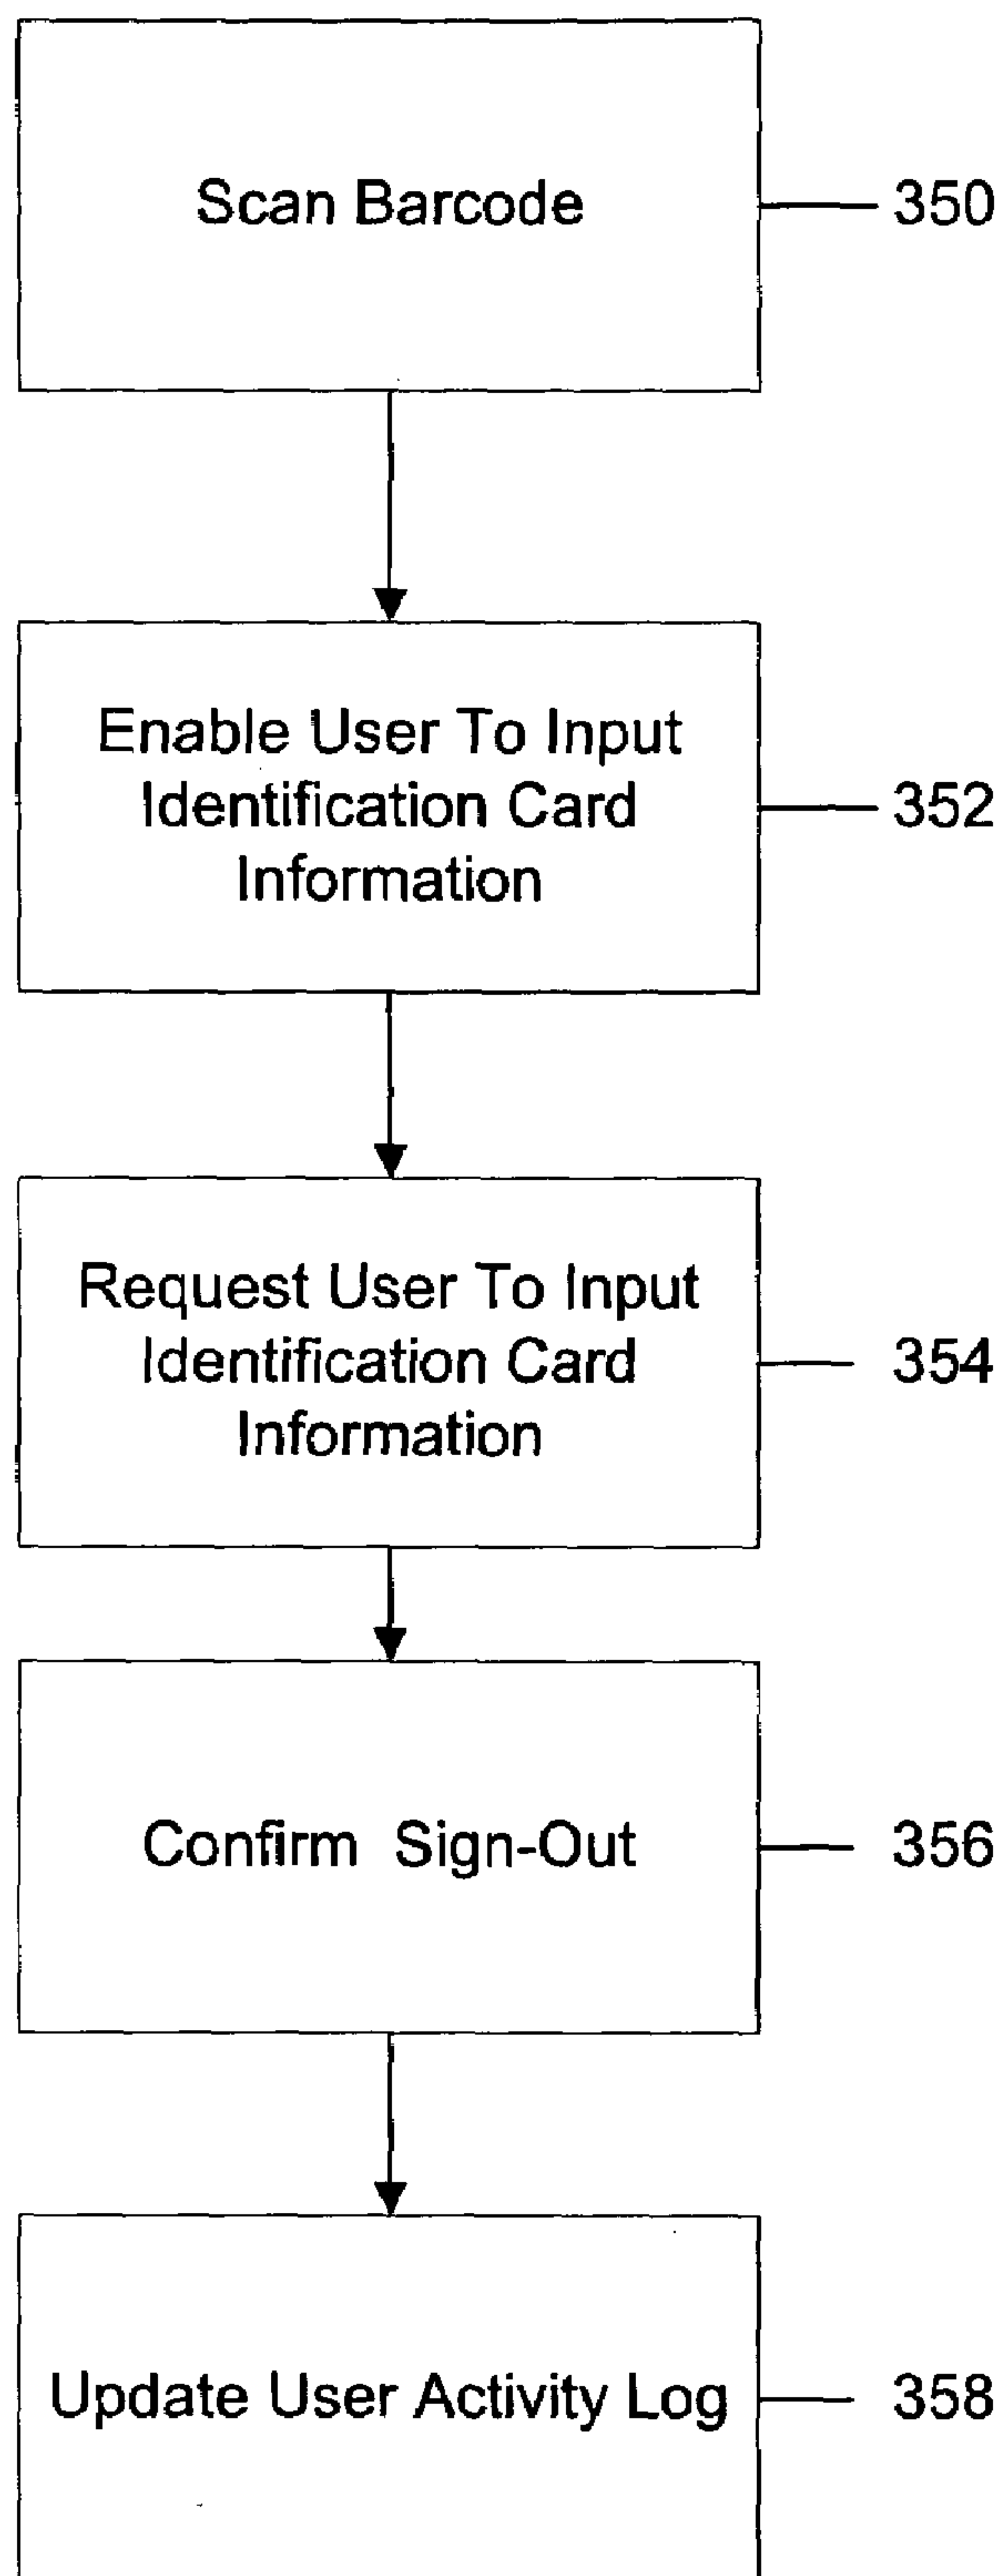 Scan Barcode
350
Enable User To Input
Identification Card
Information
352
Request User To Input
Identification Card
Information
354
Confirm Sign-Out
356
Update User Activity Log
358